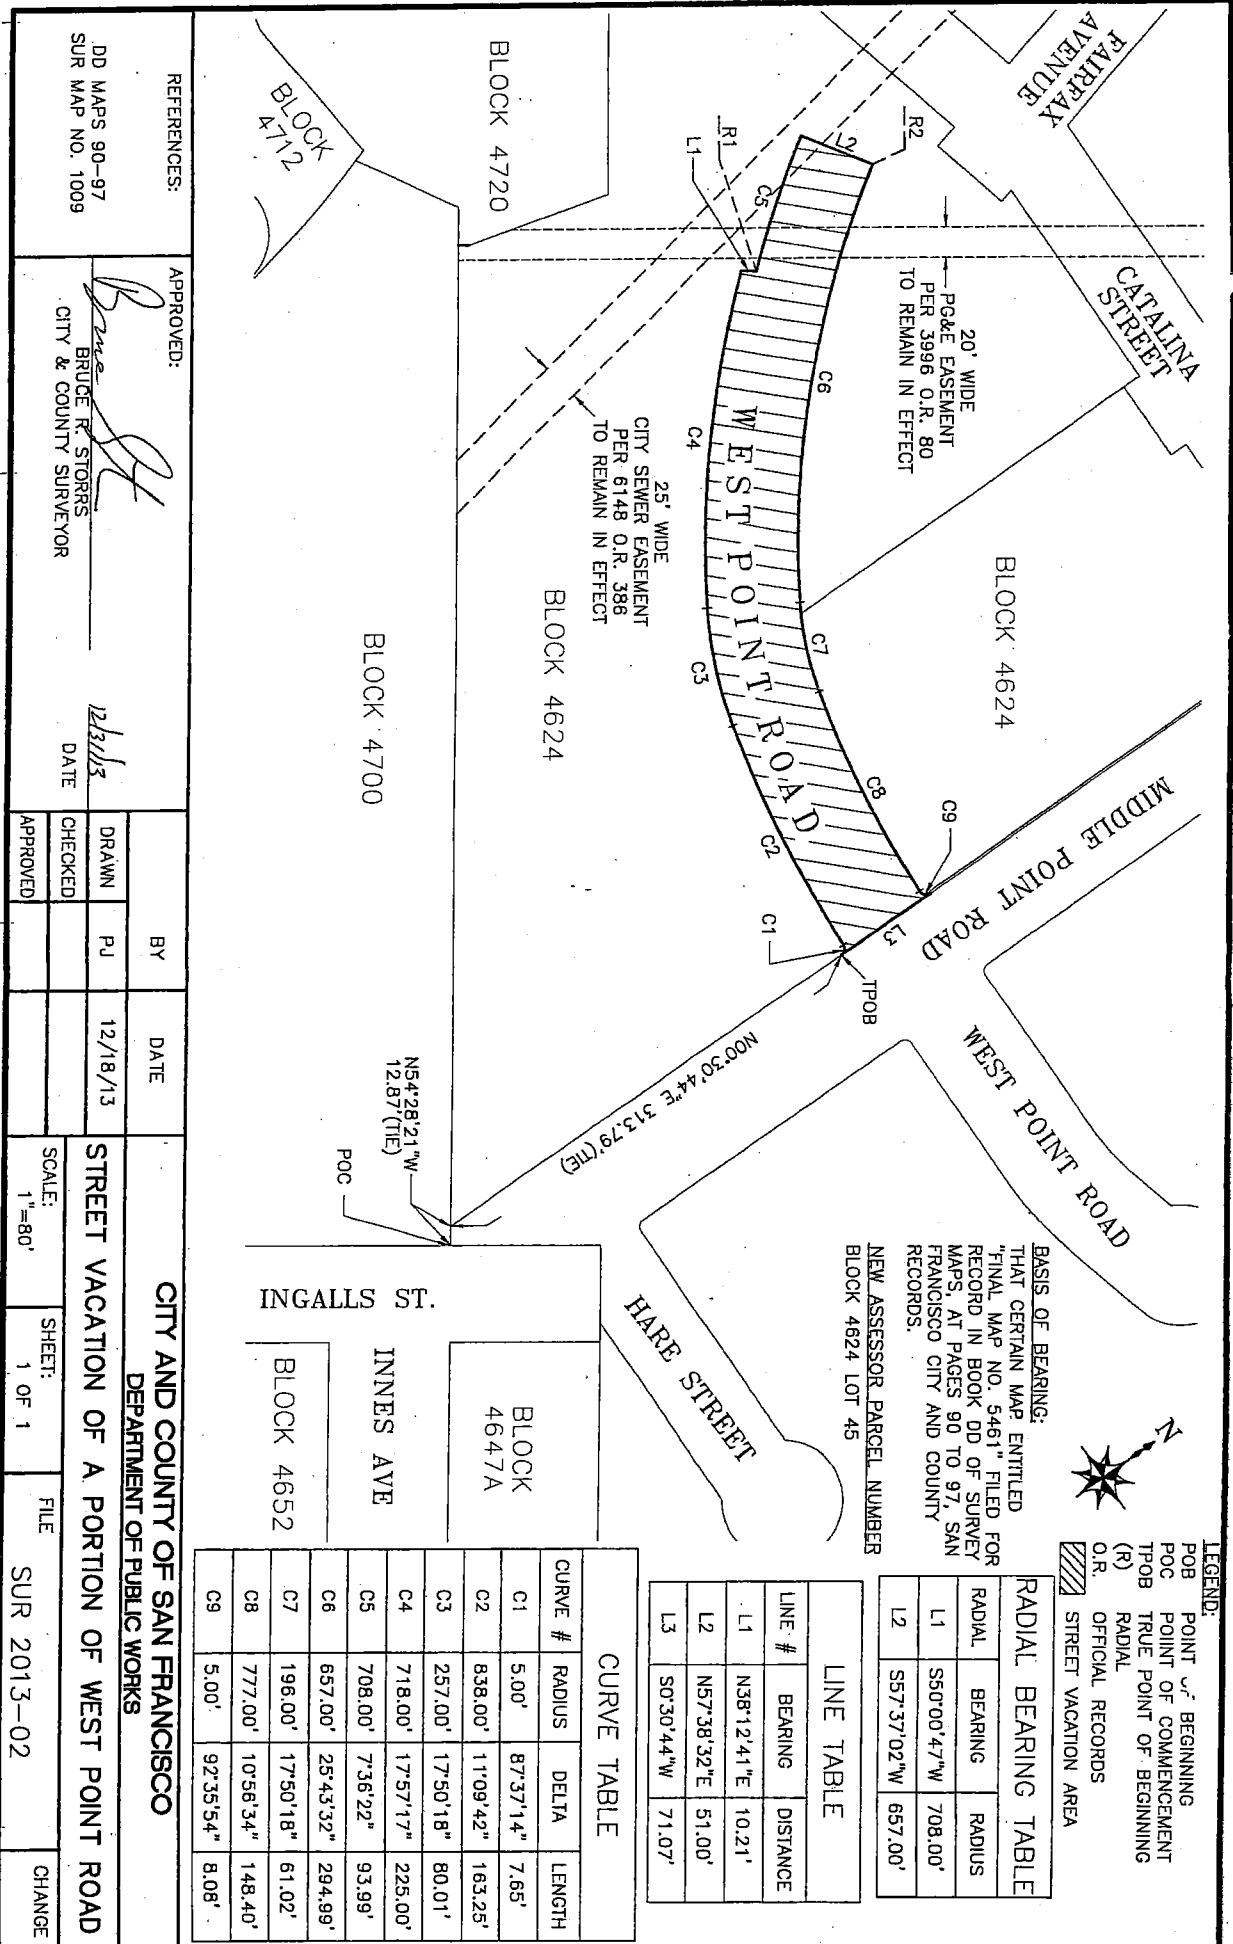 LEGEND:
POB POINT OF BEGINNING
POC POINT OF COMMENCEMENT
TPOB TRUE POINT OF BEGINNING
(R) RADIAL
O.R. OFFICIAL RECORDS
STREET VACATION AREA
N
BASIS OF BEARING:
THAT CERTAIN MAP ENTITLED
"FINAL MAP NO. 5461" FILED FOR
RECORD IN BOOK DD OF SURVEY
MAPS, AT PAGES 90 TO 97, SAN
FRANCISCO CITY AND COUNTY
RECORDS.
NEW ASSESSOR PARCEL NUMBER
BLOCK 4624 LOT 45
RADIAL BEARING TABLE
RADIAL BEARING RADIUS
L1 S50°00'47"W 708.00'
L2 S57°37'02"W 657.00'
LINE TABLE
LINE # BEARING DISTANCE
L1 N38°12'41"E 10.21'
L2 N57°38'32"E 51.00'
L3 S0°30'44"W 71.07'
CURVE TABLE
CURVE # RADIUS DELTA LENGTH
C1 5.00' 87°37'14" 7.65'
C2 838.00' 11°09'42" 163.25'
C3 257.00' 17°50'18" 80.01'
C4 718.00' 17°57'17" 225.00'
C5 708.00' 7°36'22" 93.99'
C6 657.00' 25°43'32" 294.99'
C7 196.00' 17°50'18" 61.02'
C8 777.00' 10°56'34" 148.40'
C9 5.00' 92°35'54" 8.08'
FAIRFAX
AVENUE
CATALINA
STREET
R2
L2
R1
L1
C5
20' WIDE
PG&E EASEMENT
PER 3996 O.R. 80
TO REMAIN IN EFFECT
C6
C4
WEST POINT ROAD
25' WIDE
CITY SEWER EASEMENT
PER 6148 O.R. 386
TO REMAIN IN EFFECT
BLOCK 4624
C7
C3
C8
C2
C9
L3
C1
TPOB
MIDDLE POINT ROAD
WEST POINT ROAD
BLOCK 4720
BLOCK
4712
BLOCK 4624
BLOCK 4700
N00°30'44"E 313.79'(TIE)
N54°28'21"W
12.87'(TIE)
POC
HARE STREET
INGALLS ST.
INNES AVE
BLOCK
4647A
BLOCK 4652
REFERENCES:
DD MAPS 90-97
SUR MAP NO. 1009
APPROVED:
BRUCE R. STORRS
CITY & COUNTY SURVEYOR
12/31/13
DATE
BY DATE
DRAWN PJ 12/18/13
CHECKED
APPROVED
CITY AND COUNTY OF SAN FRANCISCO
DEPARTMENT OF PUBLIC WORKS
STREET VACATION OF A PORTION OF WEST POINT ROAD
SCALE:
1"=80'
SHEET:
1 OF 1
FILE
SUR 2013-02
CHANGE